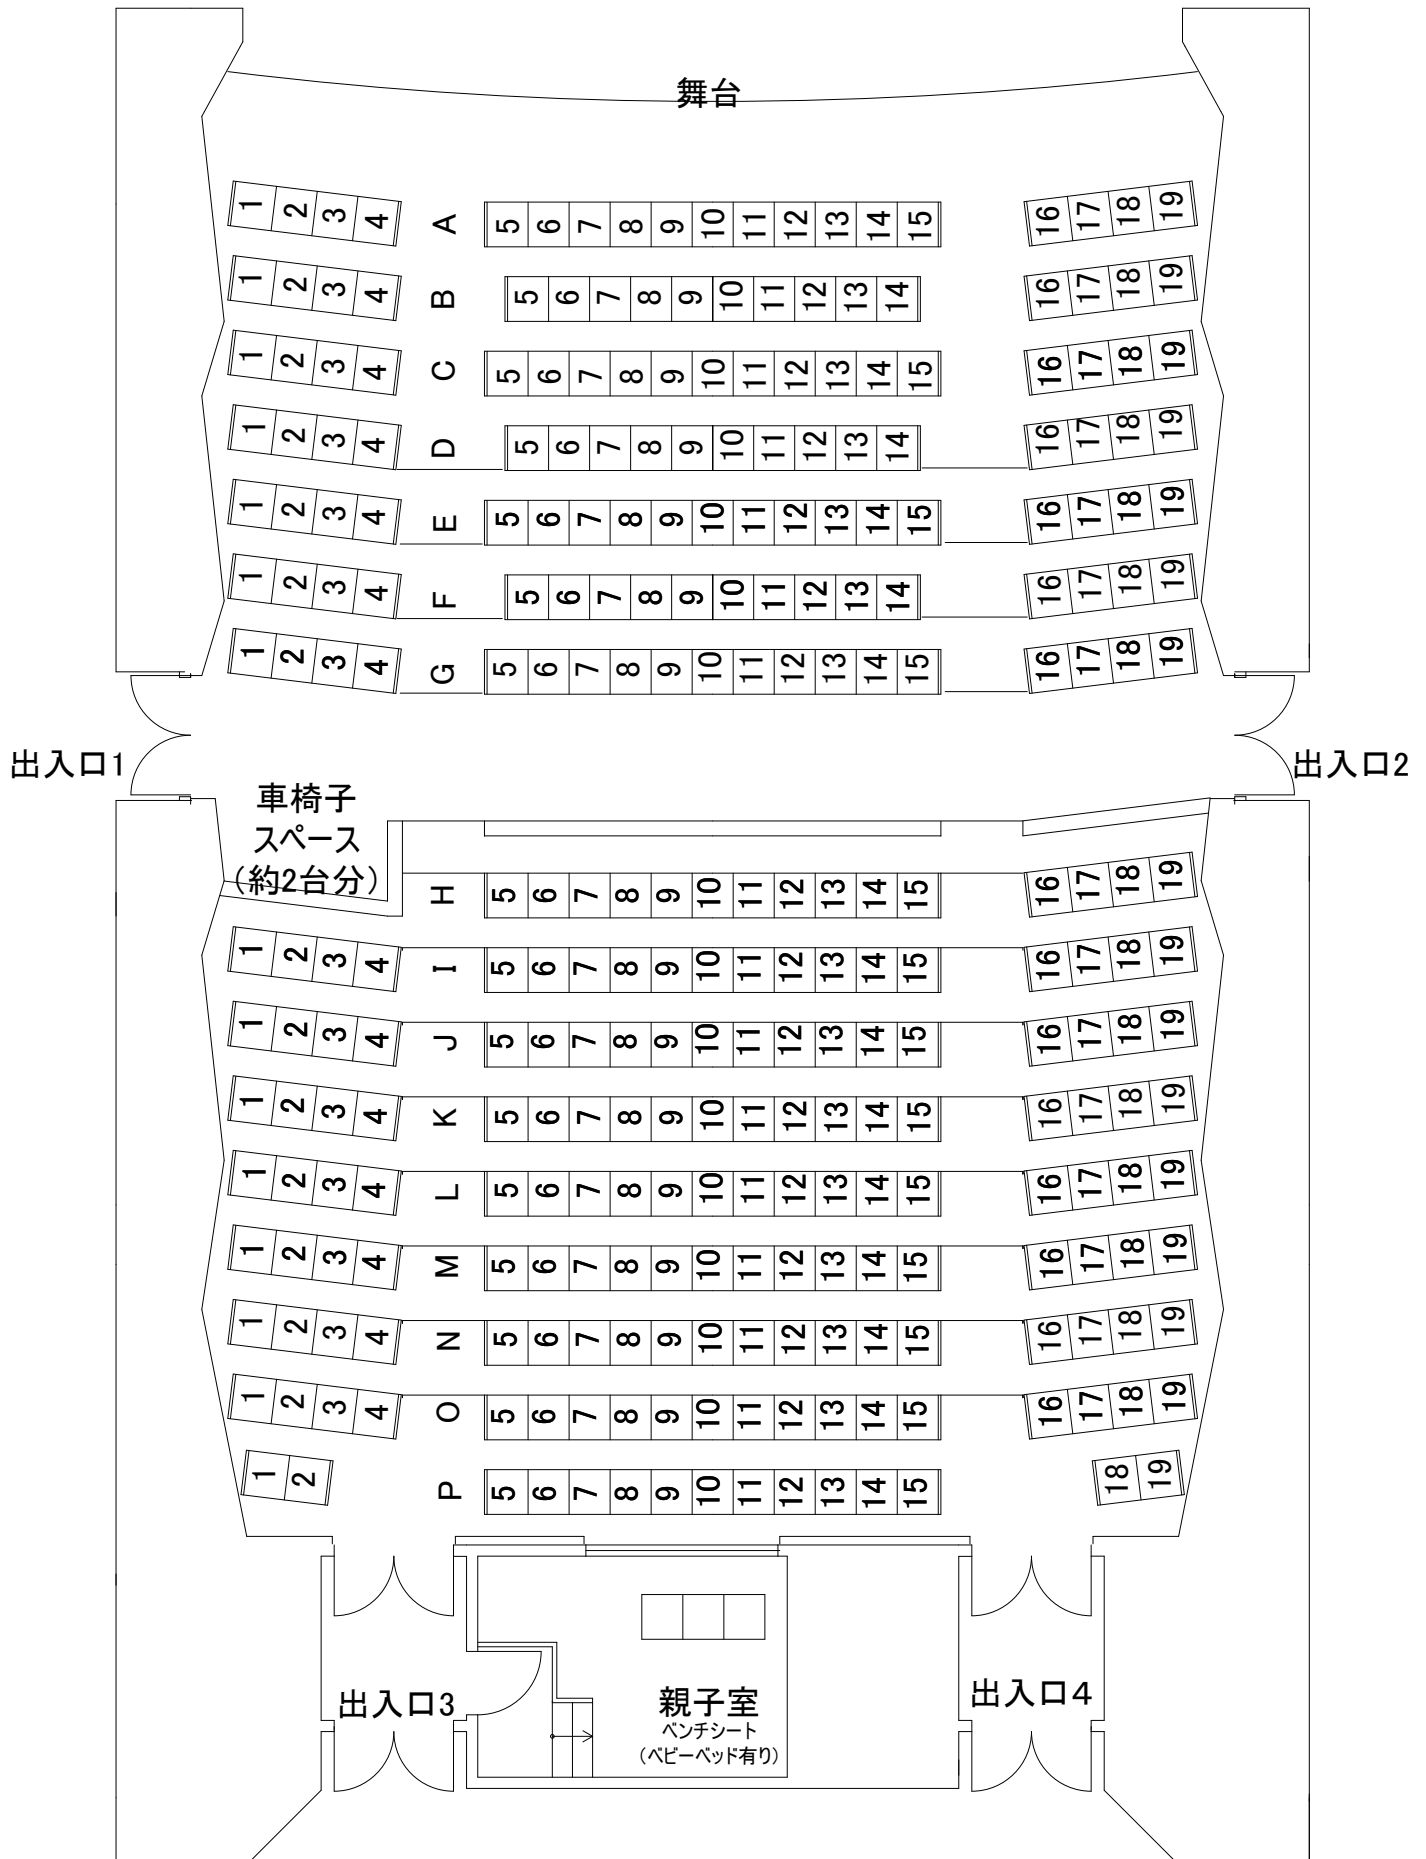 舞台
1 2 3 4 A 5 6 7 8 9 10 11 12 13 14 15 16 17 18 19
1 2 3 4 B 5 6 7 8 9 10 11 12 13 14 16 17 18 19
1 2 3 4 C 5 6 7 8 9 10 11 12 13 14 15 16 17 18 19
1 2 3 4 D 5 6 7 8 9 10 11 12 13 14 16 17 18 19
1 2 3 4 E 5 6 7 8 9 10 11 12 13 14 15 16 17 18 19
1 2 3 4 F 5 6 7 8 9 10 11 12 13 14 16 17 18 19
1 2 3 4 G 5 6 7 8 9 10 11 12 13 14 15 16 17 18 19
出入口1
出入口2
車椅子
スペース
(約2台分)
H 5 6 7 8 9 10 11 12 13 14 15 16 17 18 19
1 2 3 4 I 5 6 7 8 9 10 11 12 13 14 15 16 17 18 19
1 2 3 4 J 5 6 7 8 9 10 11 12 13 14 15 16 17 18 19
1 2 3 4 K 5 6 7 8 9 10 11 12 13 14 15 16 17 18 19
1 2 3 4 L 5 6 7 8 9 10 11 12 13 14 15 16 17 18 19
1 2 3 4 M 5 6 7 8 9 10 11 12 13 14 15 16 17 18 19
1 2 3 4 N 5 6 7 8 9 10 11 12 13 14 15 16 17 18 19
1 2 3 4 O 5 6 7 8 9 10 11 12 13 14 15 16 17 18 19
1 2 P 5 6 7 8 9 10 11 12 13 14 15 18 19
出入口3
親子室
ベンチシート
(ベビーベッド有り)
出入口4